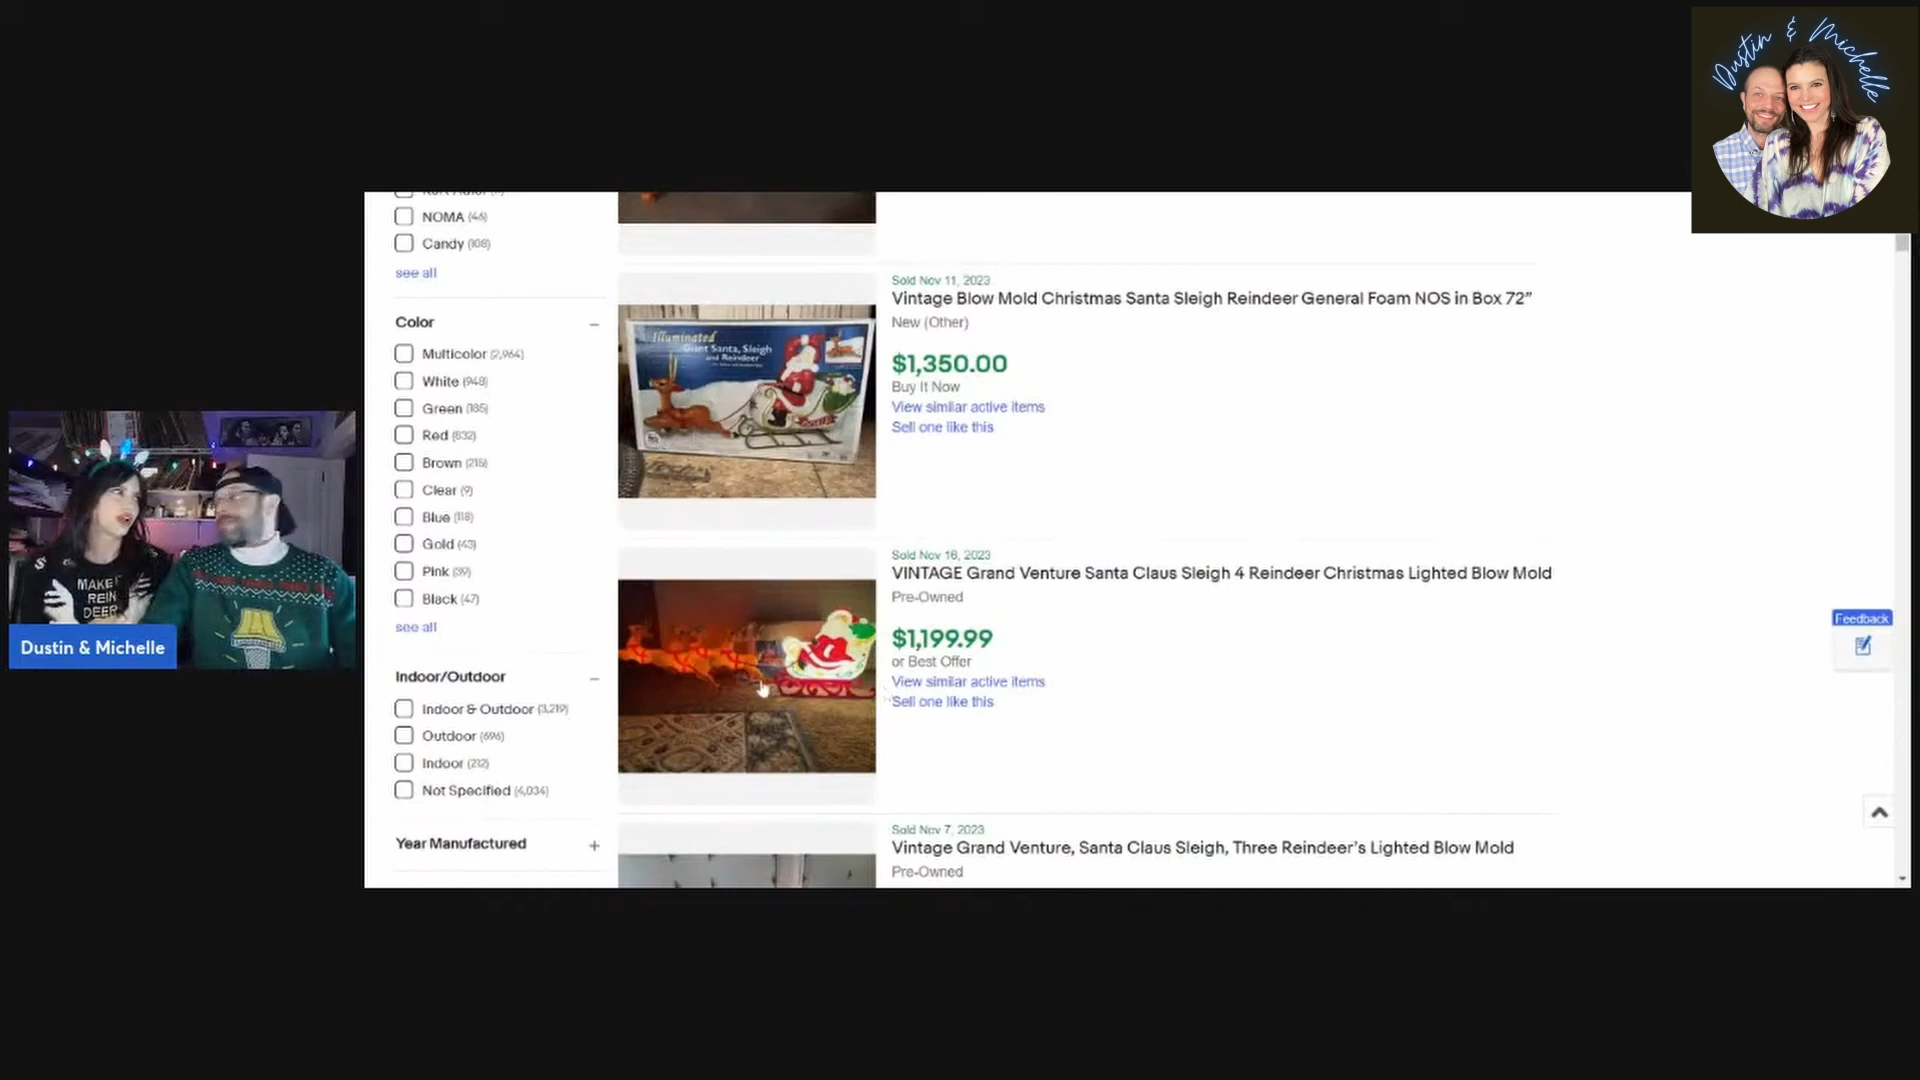 Dustin & Michelle
NOMA (46)
Candy (108)
see all
Color
Multicolor (2,964)
White (948)
Green (185)
Red (632)
Brown (215)
Clear (9)
Blue (118)
Gold (43)
Pink (39)
Black (47)
see all
Indoor/Outdoor
Indoor & Outdoor (3,219)
Outdoor (696)
Indoor (212)
Not Specified (4,034)
Year Manufactured
Sold Nov 11, 2023
Vintage Blow Mold Christmas Santa Sleigh Reindeer General Foam NOS in Box 72”
New (Other)
$1,350.00
Buy It Now
View similar active items
Sell one like this
Illuminated
Giant Santa, Sleigh
and Reindeer
Sold Nov 16, 2023
VINTAGE Grand Venture Santa Claus Sleigh 4 Reindeer Christmas Lighted Blow Mold
Pre-Owned
$1,199.99
or Best Offer
View similar active items
Sell one like this
Sold Nov 7, 2023
Vintage Grand Venture, Santa Claus Sleigh, Three Reindeer's Lighted Blow Mold
Pre-Owned
Feedback
MAKE I
REIN
DEER
Dustin & Michelle